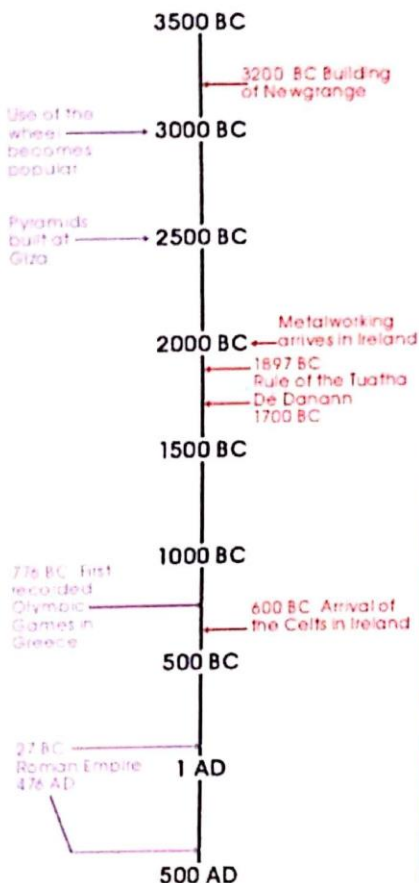 3500 BC
3200 BC Building
of Newgrange
Use of the
wheel
becomes
popular
3000 BC
Pyramids
built at
Giza
2500 BC
Metalworking
arrives in Ireland
2000 BC
1897 BC
Rule of the Tuatha
De Danann
1700 BC
1500 BC
1000 BC
776 BC First
recorded
Olympic
Games in
Greece
600 BC Arrival of
the Celts in Ireland
500 BC
27 BC
Roman Empire
476 AD
1 AD
500 AD